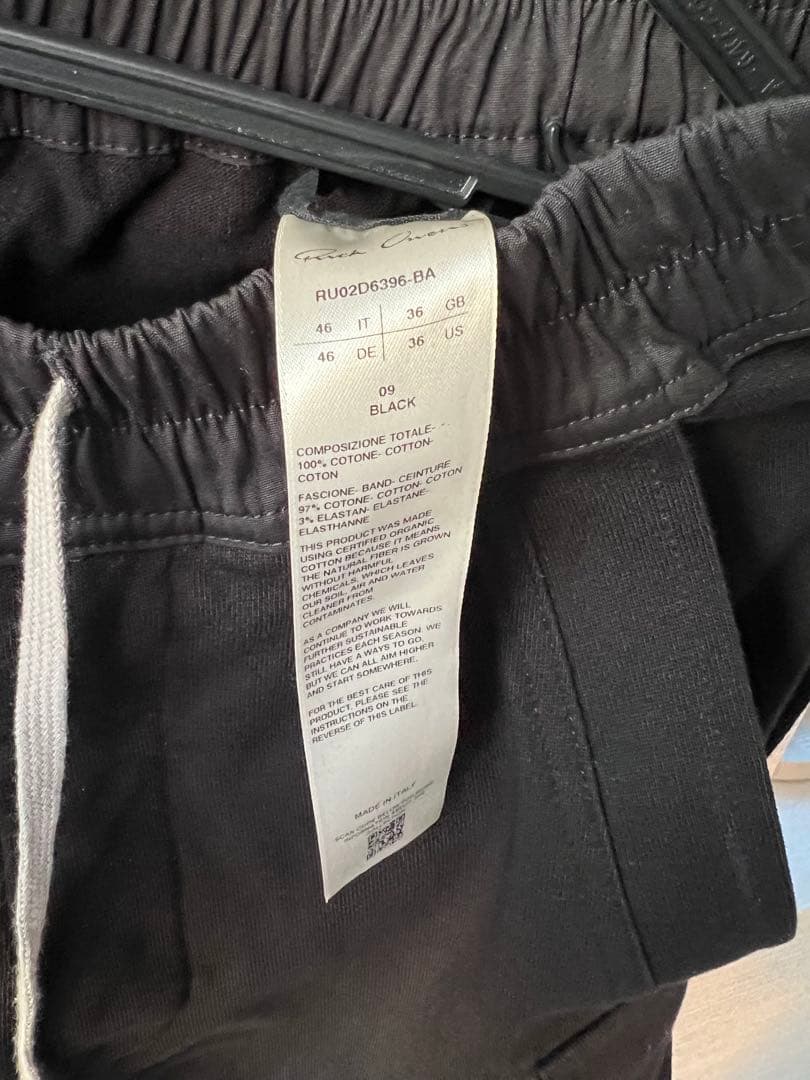 Rick Owens
RU02D6396-BA
46 IT 36 GB
46 DE 36 US
09
BLACK
COMPOSIZIONE TOTALE-
100% COTONE- COTTON-
COTON
FASCIONE- BAND- CEINTURE
97% COTONE- COTTON- COTON
3% ELASTAN- ELASTANE-
ELASTHANNE
THIS PRODUCT WAS MADE
USING CERTIFIED ORGANIC
COTTON BECAUSE IT MEANS
THE NATURAL FIBER IS GROWN
WITHOUT HARMFUL
CHEMICALS, WHICH LEAVES
OUR SOIL, AIR AND WATER
CLEANER FROM
CONTAMINATES.
AS A COMPANY WE WILL
CONTINUE TO WORK TOWARDS
FURTHER SUSTAINABLE
PRACTICES EACH SEASON. WE
STILL HAVE A WAYS TO GO,
BUT WE CAN ALL AIM HIGHER
AND START SOMEWHERE.
FOR THE BEST CARE OF THIS
PRODUCT, PLEASE SEE THE
INSTRUCTIONS ON THE
REVERSE OF THIS LABEL
MADE IN ITALY